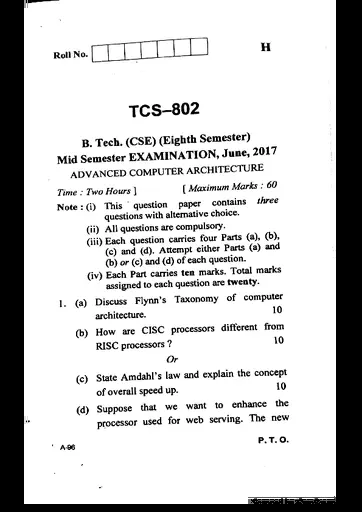 Roll No.
H
TCS–802
B. Tech. (CSE) (Eighth Semester)
Mid Semester EXAMINATION, June, 2017
ADVANCED COMPUTER ARCHITECTURE
Time : Two Hours ] [ Maximum Marks : 60
Note : (i) This question paper contains three
questions with alternative choice.
(ii) All questions are compulsory.
(iii) Each question carries four Parts (a), (b),
(c) and (d). Attempt either Parts (a) and
(b) or (c) and (d) of each question.
(iv) Each Part carries ten marks. Total marks
assigned to each question are twenty.
1. (a) Discuss Flynn's Taxonomy of computer
architecture. 10
(b) How are CISC processors different from
RISC processors ? 10
Or
(c) State Amdahl's law and explain the concept
of overall speed up. 10
(d) Suppose that we want to enhance the
processor used for web serving. The new
A-96 P. T. O.